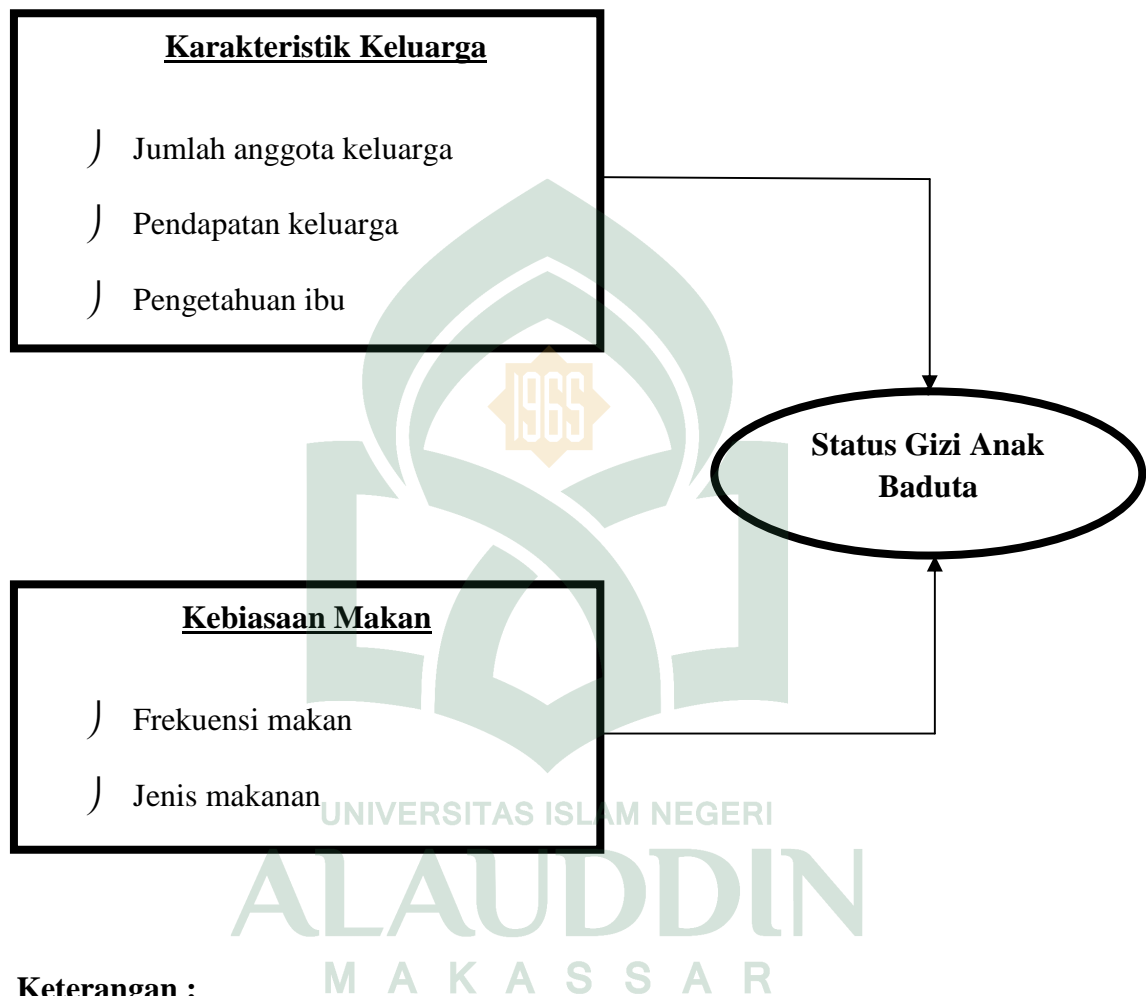 Karakteristik Keluarga
Jumlah anggota keluarga
Pendapatan keluarga
Pengetahuan ibu
1965
Status Gizi Anak
Baduta
Kebiasaan Makan
Frekuensi makan
Jenis makanan
UNIVERSITAS ISLAM NEGERI
ALAUDDIN
MAKASSAR
Keterangan :